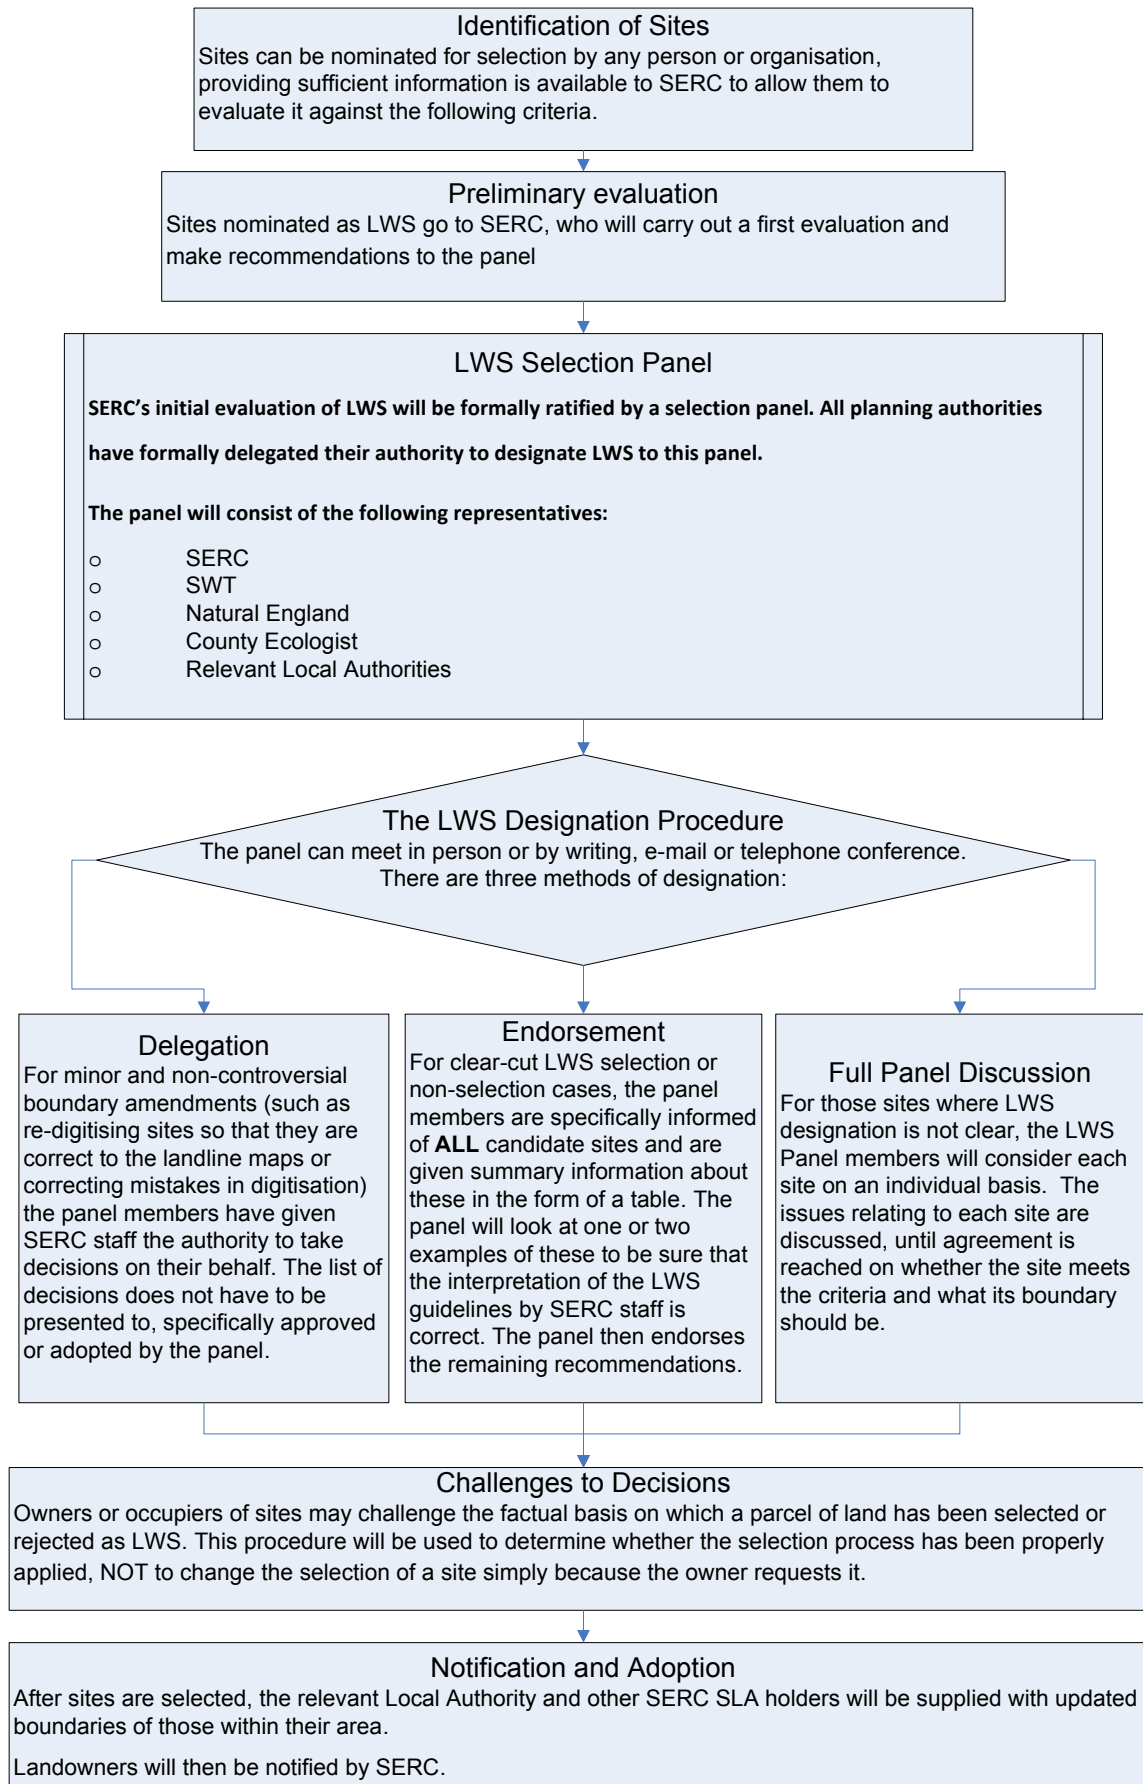 Identification of Sites
Sites can be nominated for selection by any person or organisation,
providing sufficient information is available to SERC to allow them to
evaluate it against the following criteria.
Preliminary evaluation
Sites nominated as LWS go to SERC, who will carry out a first evaluation and
make recommendations to the panel
LWS Selection Panel
SERC’s initial evaluation of LWS will be formally ratified by a selection panel. All planning authorities
have formally delegated their authority to designate LWS to this panel.
The panel will consist of the following representatives:
o SERC
o SWT
o Natural England
o County Ecologist
o Relevant Local Authorities
The LWS Designation Procedure
The panel can meet in person or by writing, e-mail or telephone conference.
There are three methods of designation:
Delegation
For minor and non-controversial
boundary amendments (such as
re-digitising sites so that they are
correct to the landline maps or
correcting mistakes in digitisation)
the panel members have given
SERC staff the authority to take
decisions on their behalf. The list of
decisions does not have to be
presented to, specifically approved
or adopted by the panel.
Endorsement
For clear-cut LWS selection or
non-selection cases, the panel
members are specifically informed
of ALL candidate sites and are
given summary information about
these in the form of a table. The
panel will look at one or two
examples of these to be sure that
the interpretation of the LWS
guidelines by SERC staff is
correct. The panel then endorses
the remaining recommendations.
Full Panel Discussion
For those sites where LWS
designation is not clear, the LWS
Panel members will consider each
site on an individual basis. The
issues relating to each site are
discussed, until agreement is
reached on whether the site meets
the criteria and what its boundary
should be.
Challenges to Decisions
Owners or occupiers of sites may challenge the factual basis on which a parcel of land has been selected or
rejected as LWS. This procedure will be used to determine whether the selection process has been properly
applied, NOT to change the selection of a site simply because the owner requests it.
Notification and Adoption
After sites are selected, the relevant Local Authority and other SERC SLA holders will be supplied with updated
boundaries of those within their area.
Landowners will then be notified by SERC.